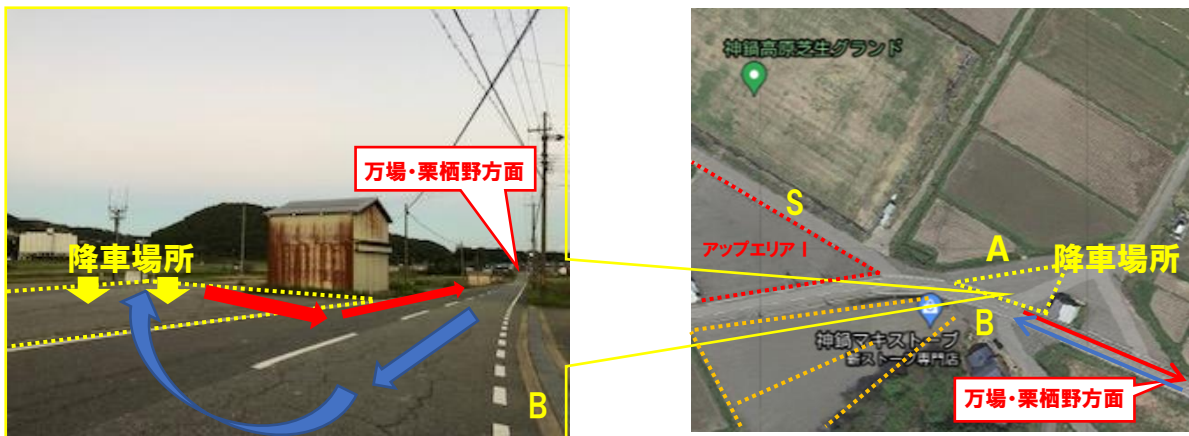 万場・栗栖野方面
降車場所
B
神鍋高原芝生グランド
S
アップエリアⅠ
A
降車場所
B
神鍋マキストーブ
薪ストーブ専門店
万場・栗栖野方面